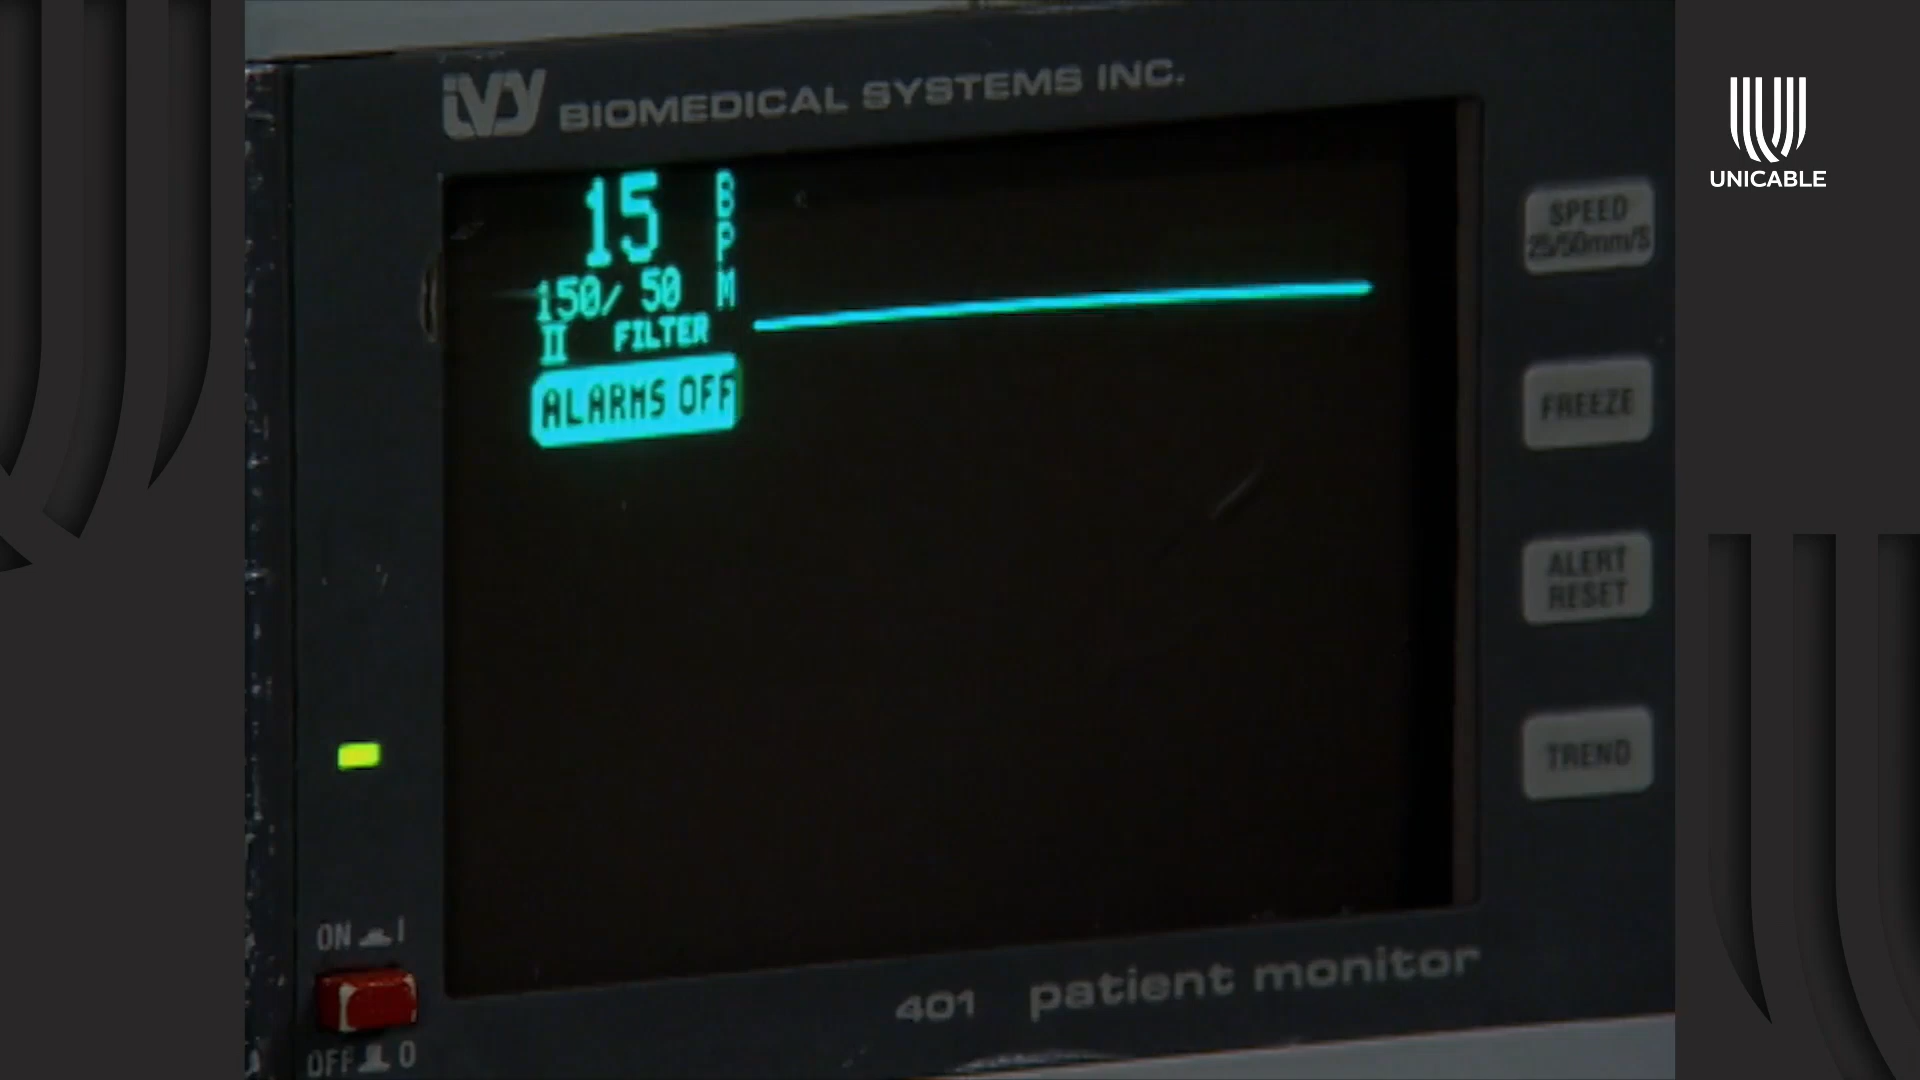 ivy BIOMEDICAL SYSTEMS INC.
UNICABLE
15 BPM
150/ 50
II FILTER
ALARMS OFF
SPEED
25/50mm/S
FREEZE
ALERT
RESET
TREND
ON I
OFF O
401 patient monitor